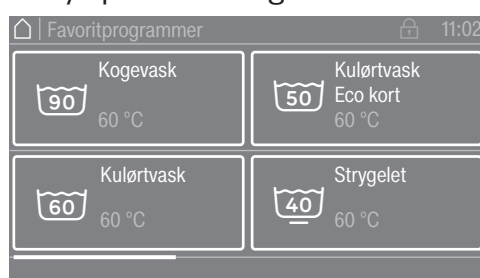 Favoritprogrammer 11:02
Kogevask
90
60 °C
Kulørtvask
50 Eco kort
60 °C
Kulørtvask
60
60 °C
Strygelet
40
60 °C